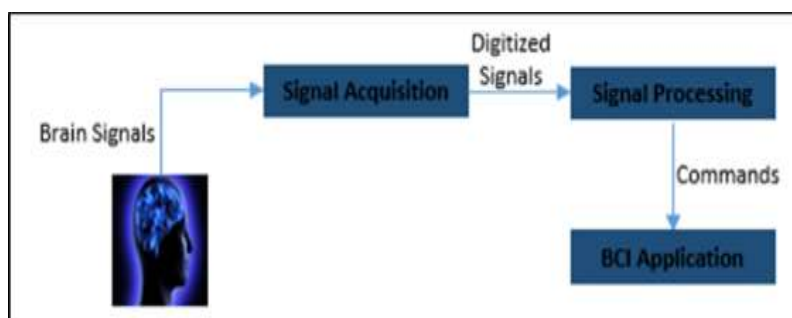 Digitized
Signals
Signal Acquisition
Signal Processing
Brain Signals
Commands
BCI Application